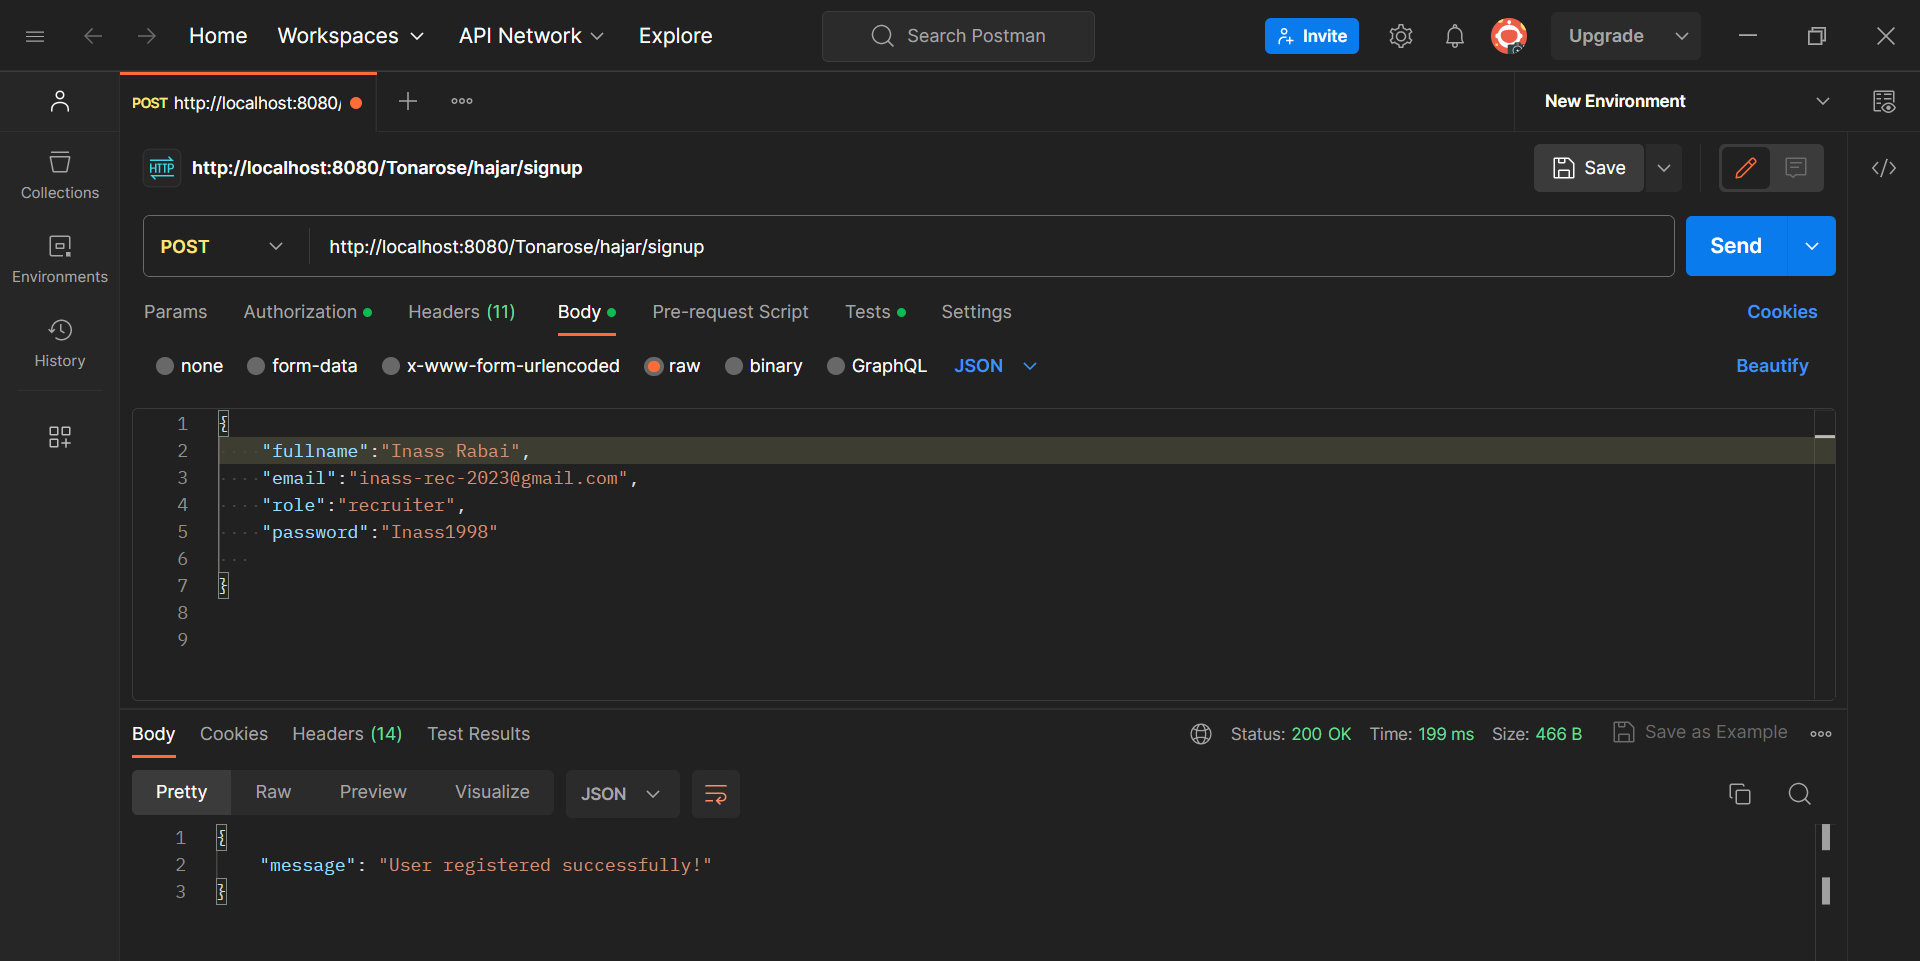 Home Workspaces API Network Explore Search Postman Invite Upgrade
POST http://localhost:8080/ New Environment
HTTP http://localhost:8080/Tonarose/hajar/signup Save
Collections
Environments
History
POST http://localhost:8080/Tonarose/hajar/signup Send
Params Authorization Headers (11) Body Pre-request Script Tests Settings Cookies
none form-data x-www-form-urlencoded raw binary GraphQL JSON Beautify
1 {
2 "fullname":"Inass Rabai",
3 "email":"inass-rec-2023@gmail.com",
4 "role":"recruiter",
5 "password":"Inass1998"
6
7 }
8
9
Body Cookies Headers (14) Test Results Status: 200 OK Time: 199 ms Size: 466 B Save as Example
Pretty Raw Preview Visualize JSON
1 {
2 "message": "User registered successfully!"
3 }